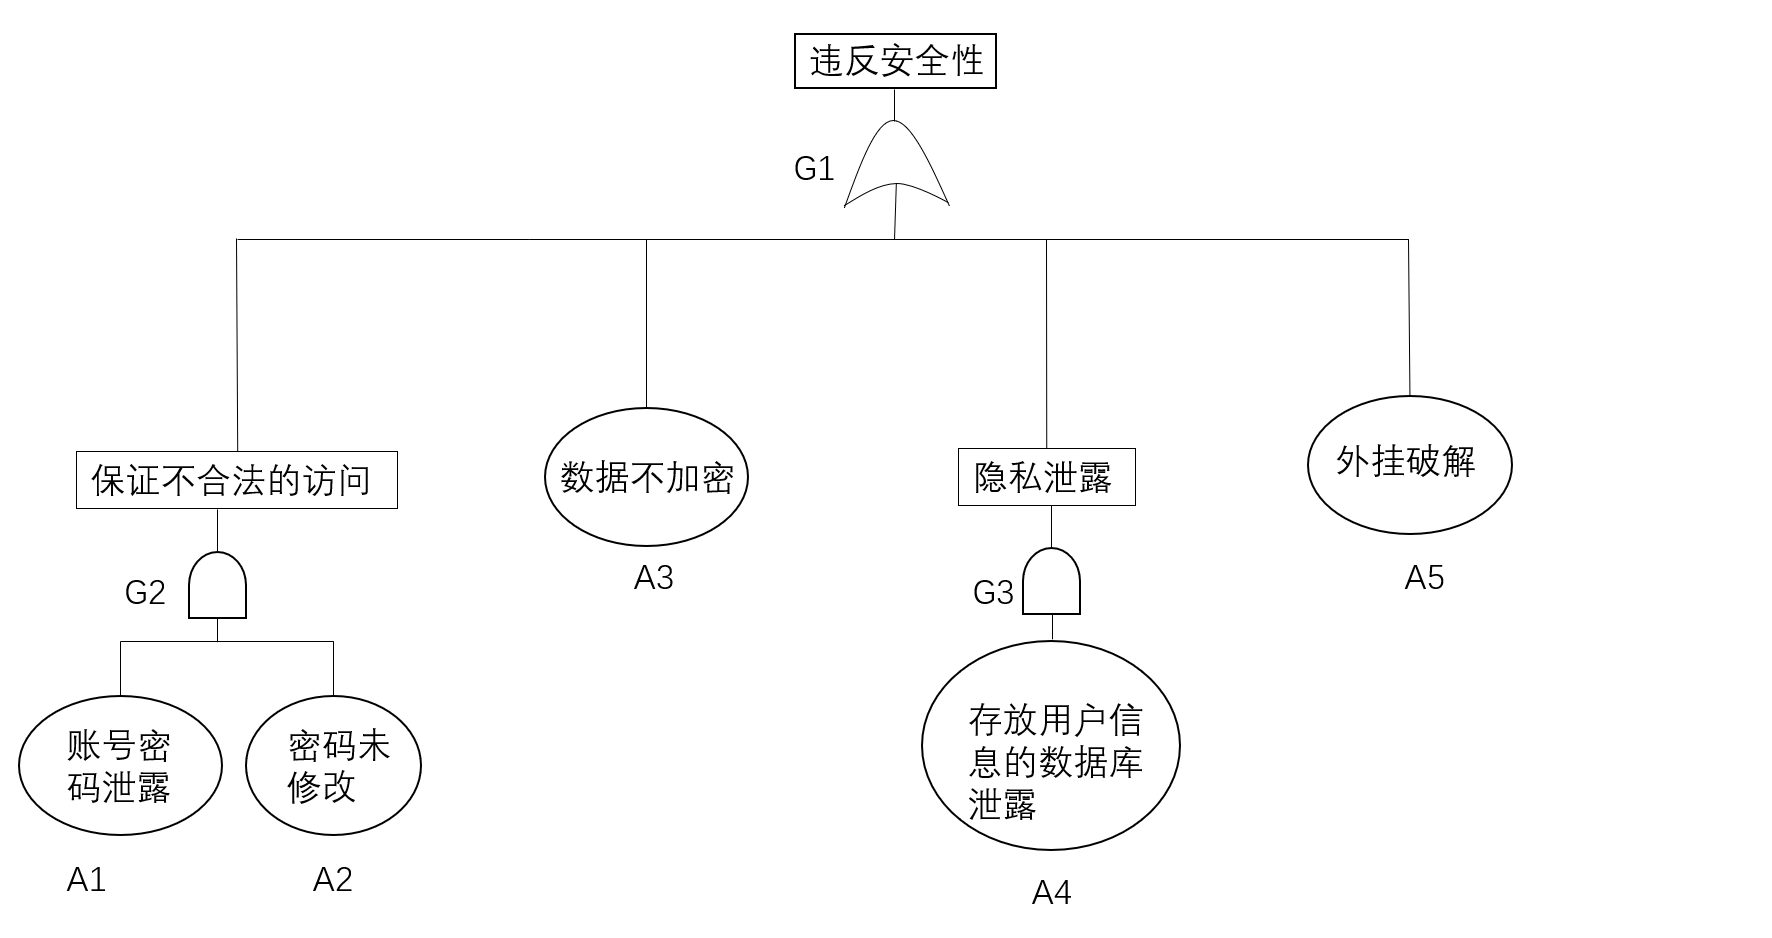 违反安全性
G1
保证不合法的访问
数据不加密
隐私泄露
外挂破解
G2
A3
G3
A5
账号密
码泄露
密码未
修改
存放用户信
息的数据库
泄露
A1
A2
A4